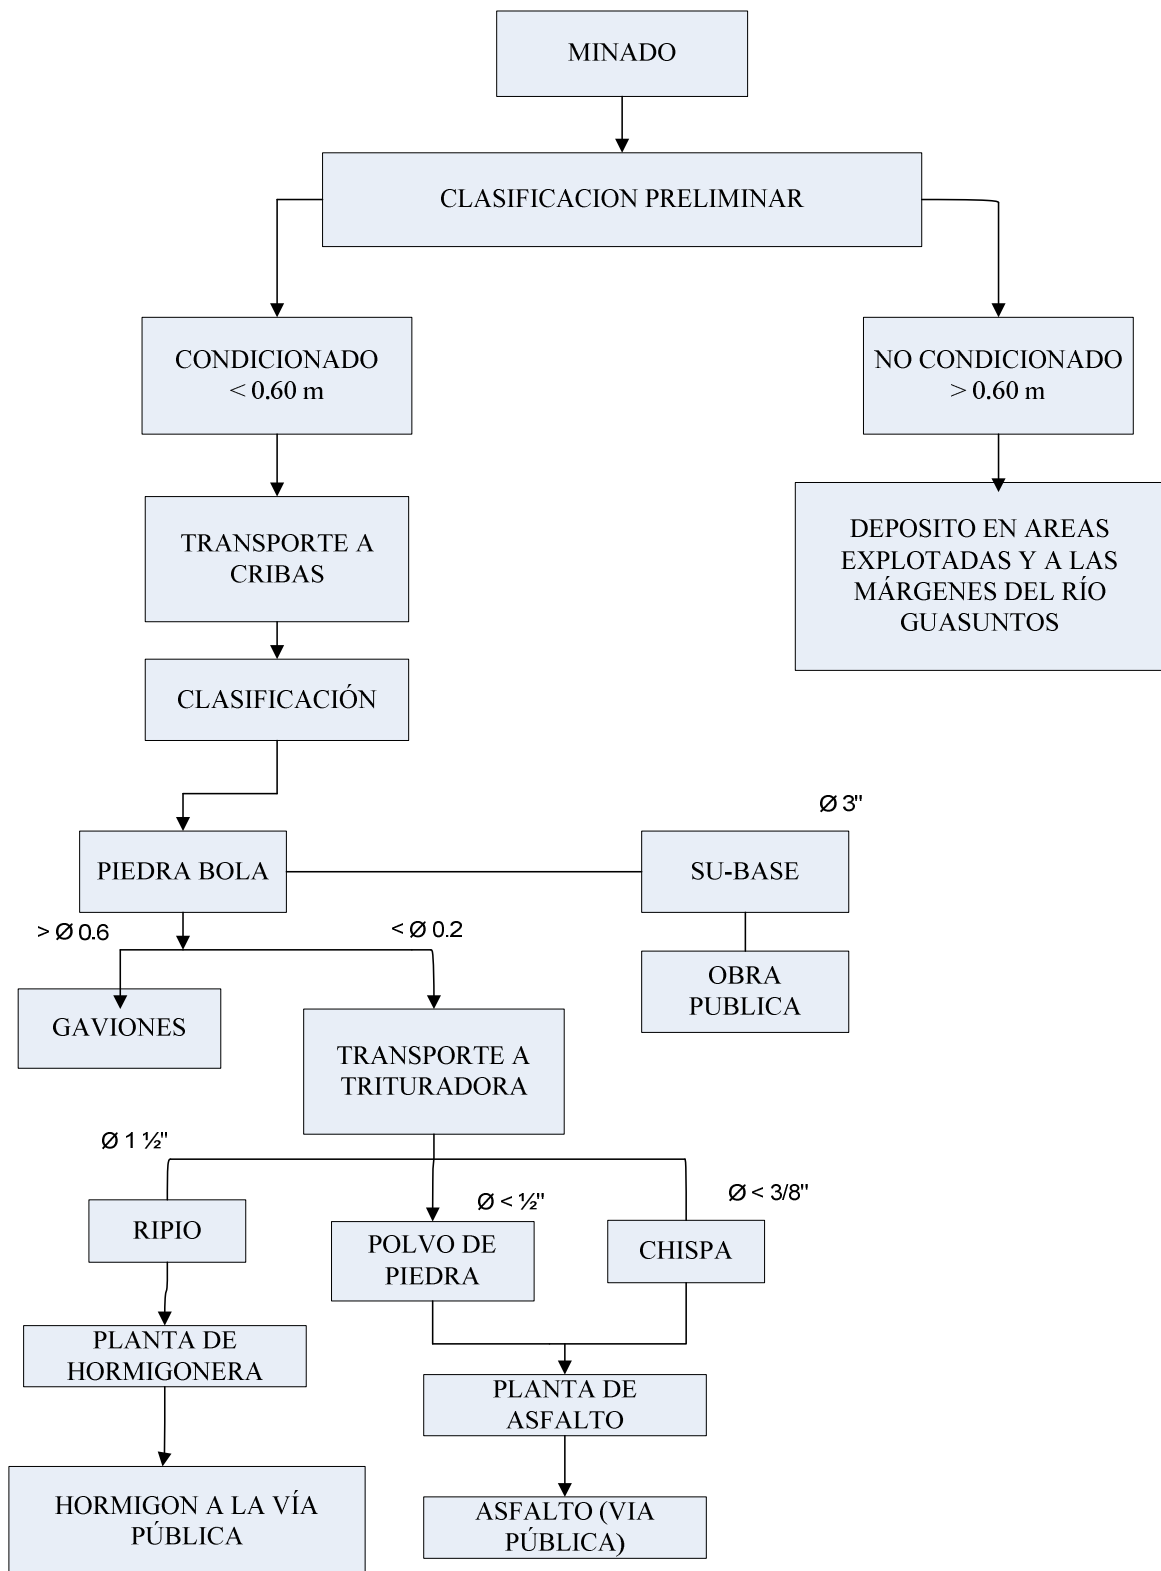 MINADO
CLASIFICACION PRELIMINAR
CONDICIONADO
< 0.60 m
NO CONDICIONADO
> 0.60 m
TRANSPORTE A
CRIBAS
DEPOSITO EN AREAS
EXPLOTADAS Y A LAS
MÁRGENES DEL RÍO
GUASUNTOS
CLASIFICACIÓN
Ø 3"
PIEDRA BOLA
SU-BASE
> Ø 0.6
< Ø 0.2
OBRA
PUBLICA
GAVIONES
TRANSPORTE A
TRITURADORA
Ø 1 ½"
Ø < ½"
Ø < 3/8"
RIPIO
POLVO DE
PIEDRA
CHISPA
PLANTA DE
HORMIGONERA
PLANTA DE
ASFALTO
HORMIGON A LA VÍA
PÚBLICA
ASFALTO (VIA
PÚBLICA)